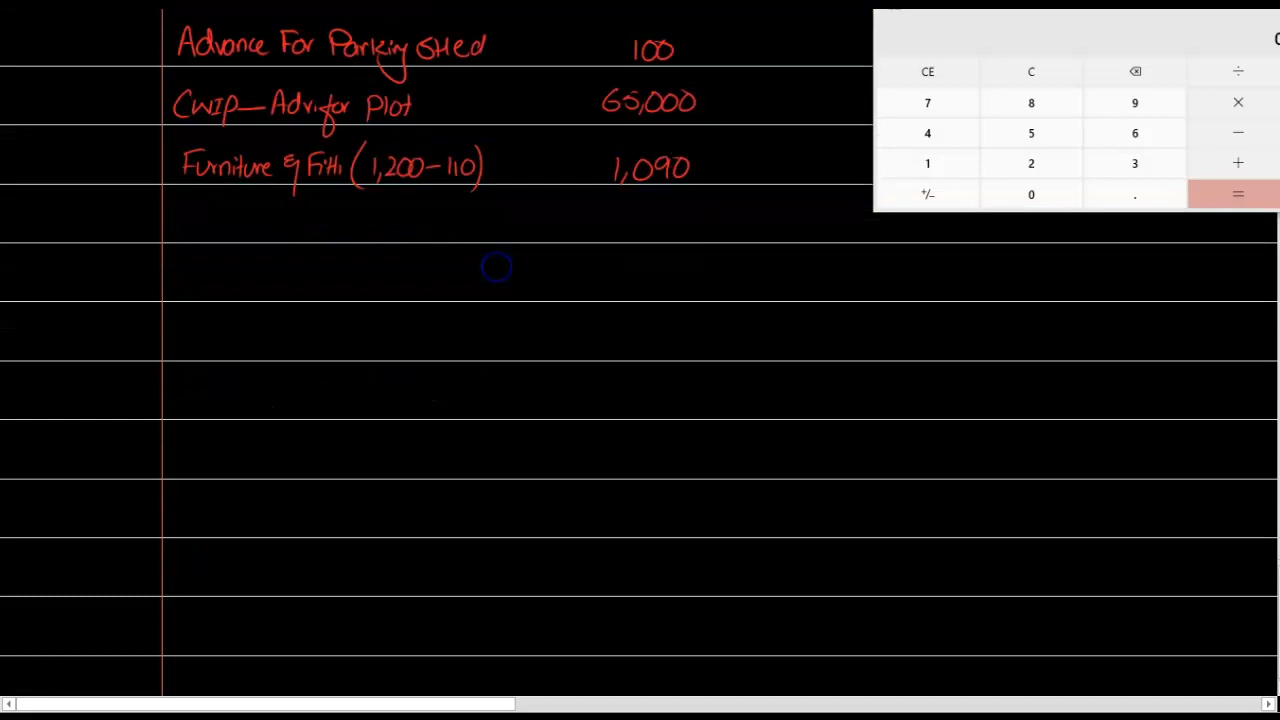 Advance For Parking SHed 100
CWIP—Adv. for Plot 65,000
Furniture & Fitti (1,200-110) 1,090
CE C ⌫ ÷
7 8 9 ×
4 5 6 −
1 2 3 +
+/− 0 . =